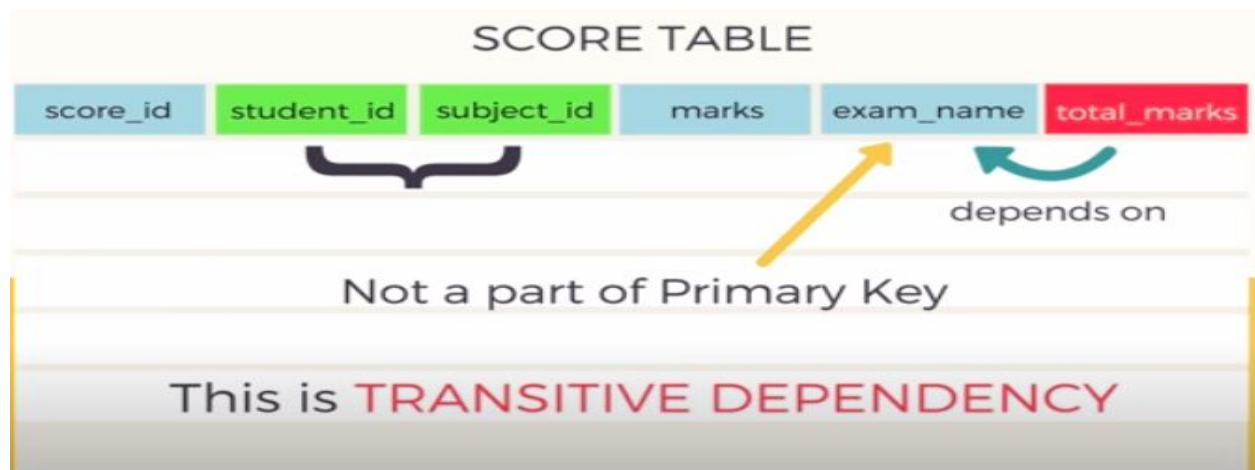 SCORE TABLE
score_id student_id subject_id marks exam_name total_marks
depends on
Not a part of Primary Key
This is TRANSITIVE DEPENDENCY